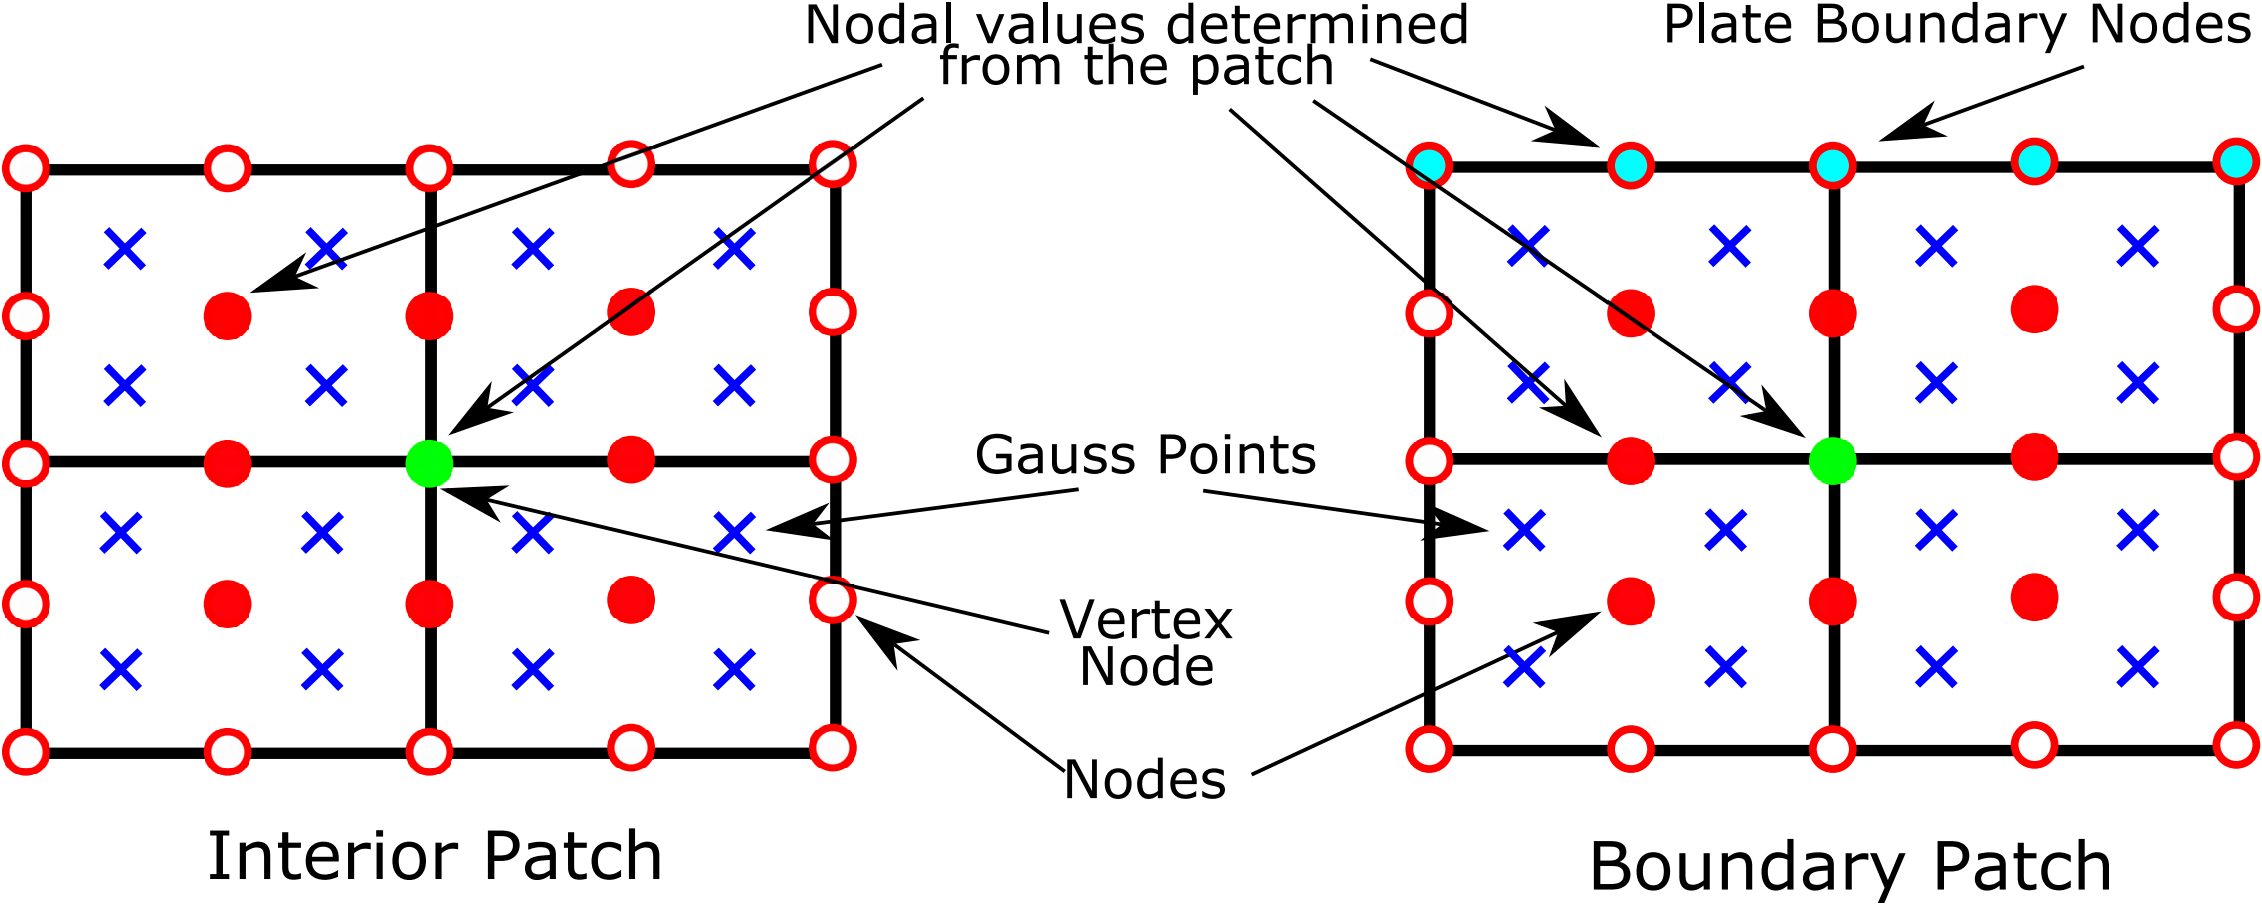 Nodal values determined
from the patch
Plate Boundary Nodes
Gauss Points
Vertex
Node
Nodes
Interior Patch
Boundary Patch